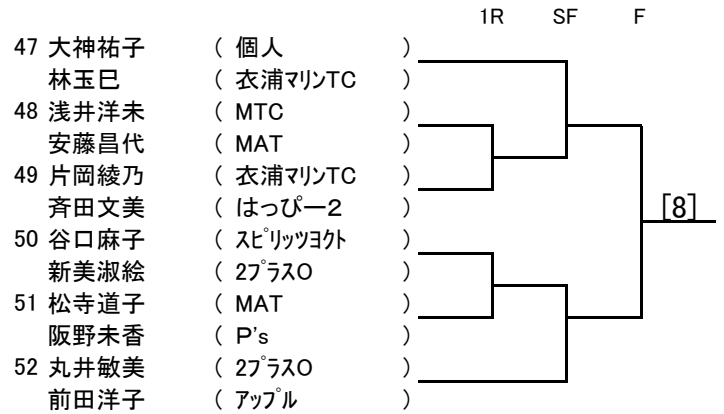 1R SF F
47 大神祐子 ( 個人 )
林玉巳 ( 衣浦マリンTC )
48 浅井洋未 ( MTC )
安藤昌代 ( MAT )
49 片岡綾乃 ( 衣浦マリンTC )
斉田文美 ( はっぴー2 )
[8]
50 谷口麻子 ( スピリッツヨクト )
新美淑絵 ( 2プラスO )
51 松寺道子 ( MAT )
阪野未香 ( P's )
52 丸井敏美 ( 2プラスO )
前田洋子 ( アップル )